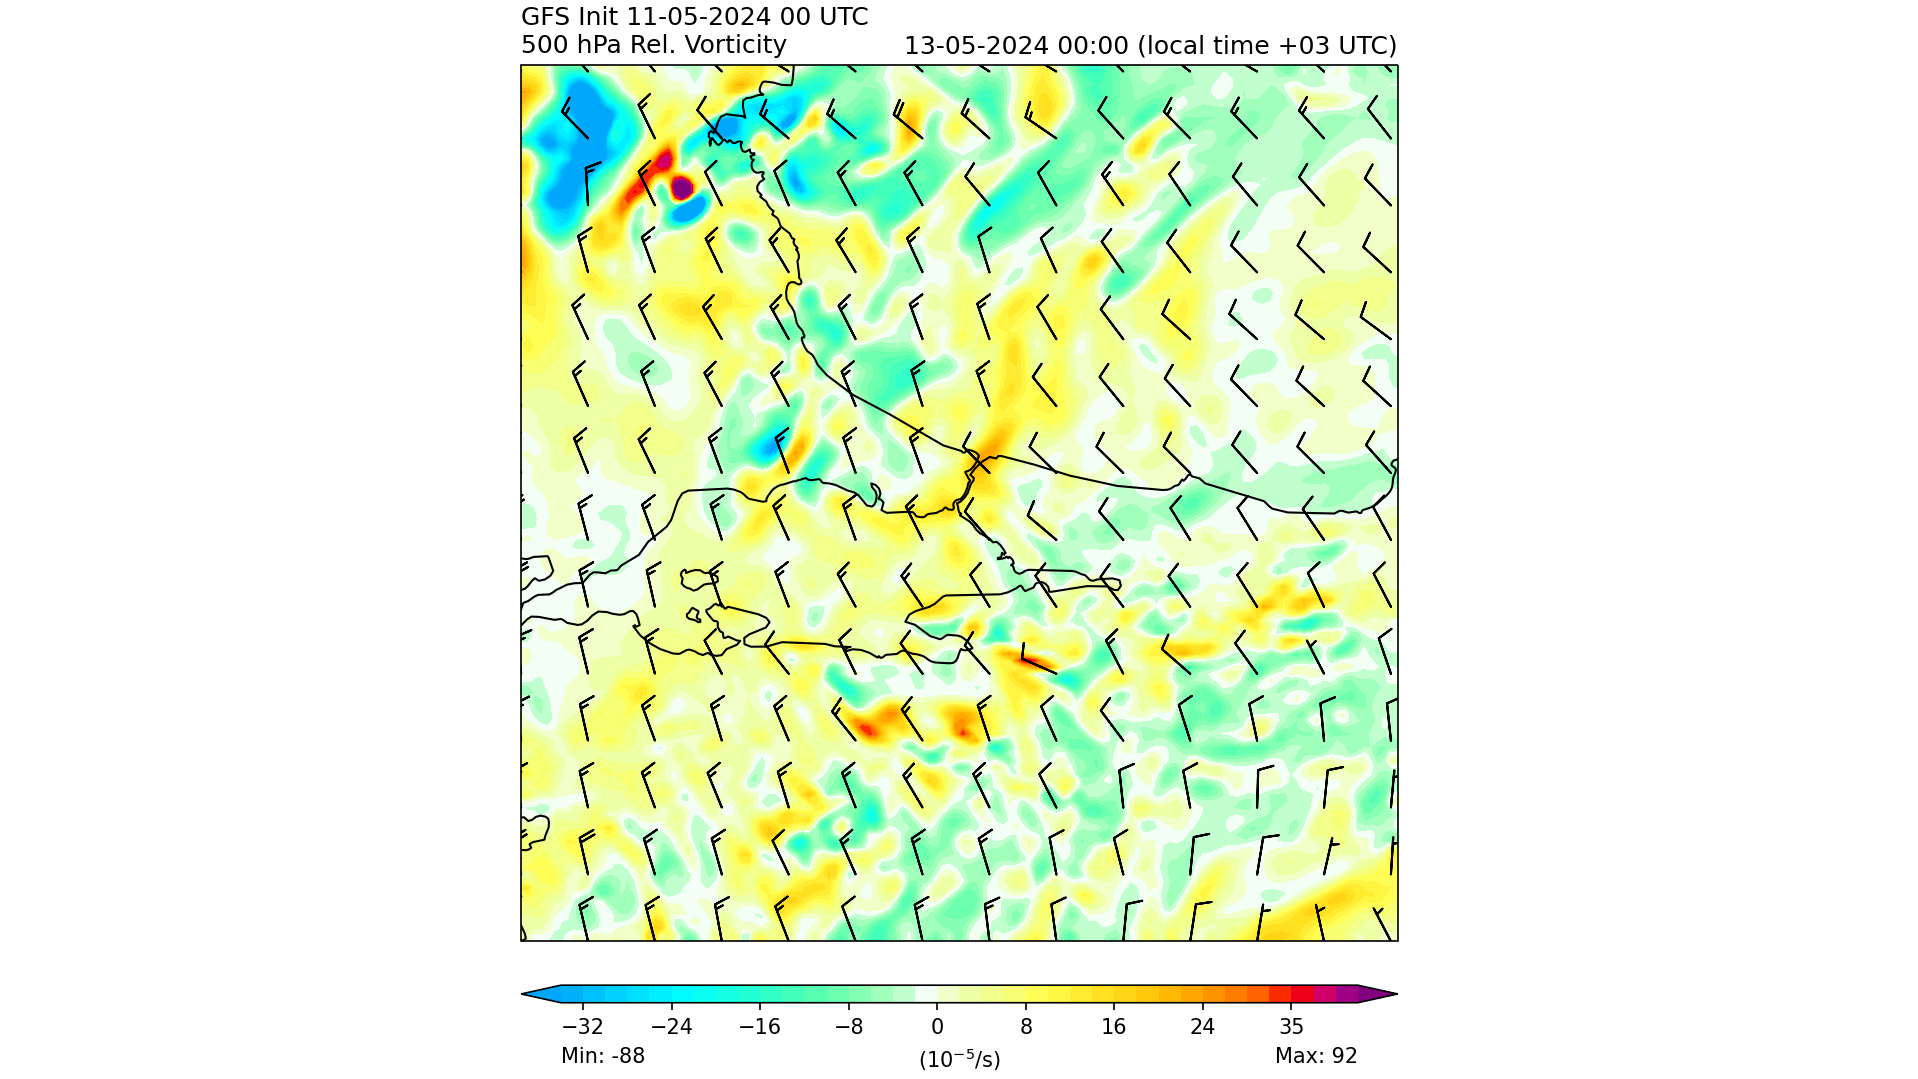 GFS Init 11-05-2024 00 UTC
500 hPa Rel. Vorticity
13-05-2024 00:00 (local time +03 UTC)
−32 −24 −16 −8 0 8 16 24 35
Min: -88 (10⁻⁵/s) Max: 92